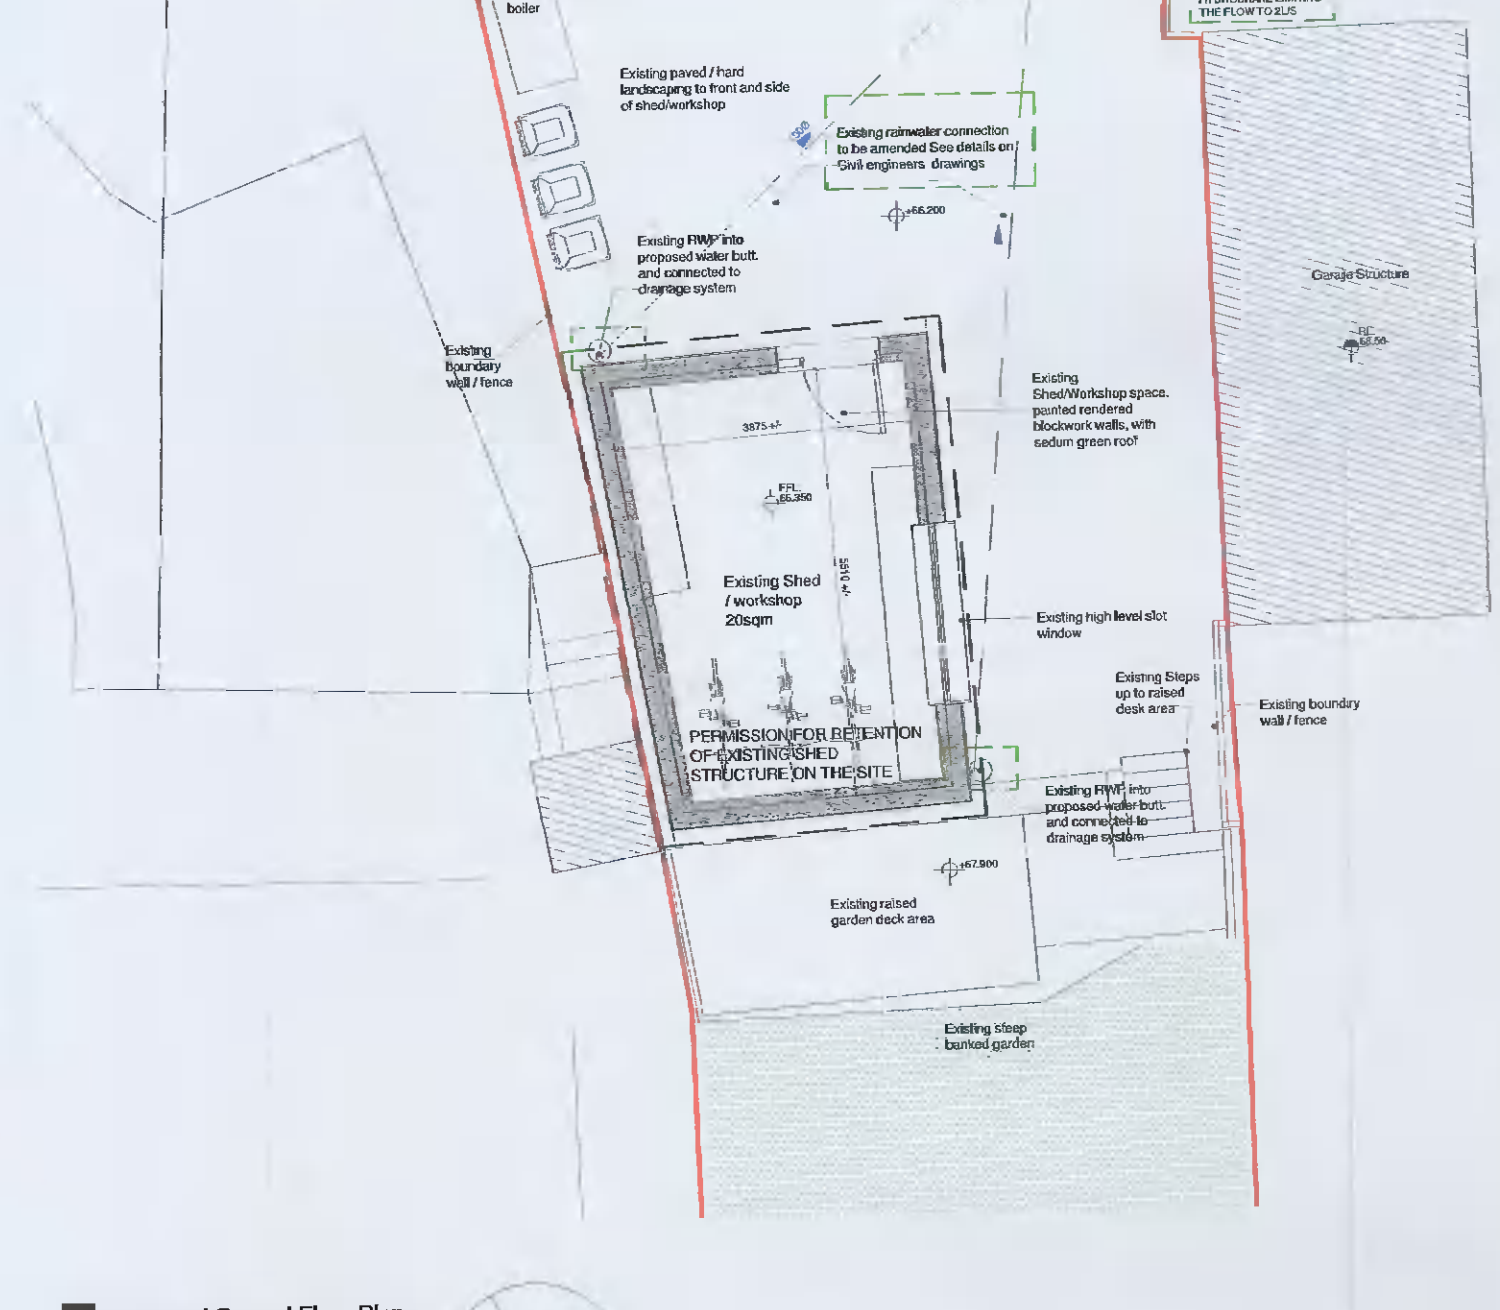 boiler
THE FLOW TO 2L/S
Existing paved / hard
landscaping to front and side
of shed/workshop
Existing rainwater connection
to be amended See details on
Civil engineers drawings
+66.200
Existing RWP into
proposed water butt.
and connected to
drainage system
Garage Structure
Existing
boundary
wall / fence
Existing
Shed/Workshop space.
painted rendered
blockwork walls, with
sedum green roof
3875 +/-
FFL.
66.350
5510 +/-
Existing Shed
/ workshop
20sqm
Existing high level slot
window
Existing Steps
up to raised
desk area
Existing boundry
wall / fence
PERMISSION FOR RETENTION
OF EXISTING SHED
STRUCTURE ON THE SITE
Existing RWP into
proposed water butt.
and connected to
drainage system
+67.900
Existing raised
garden deck area
Existing steep
banked garden